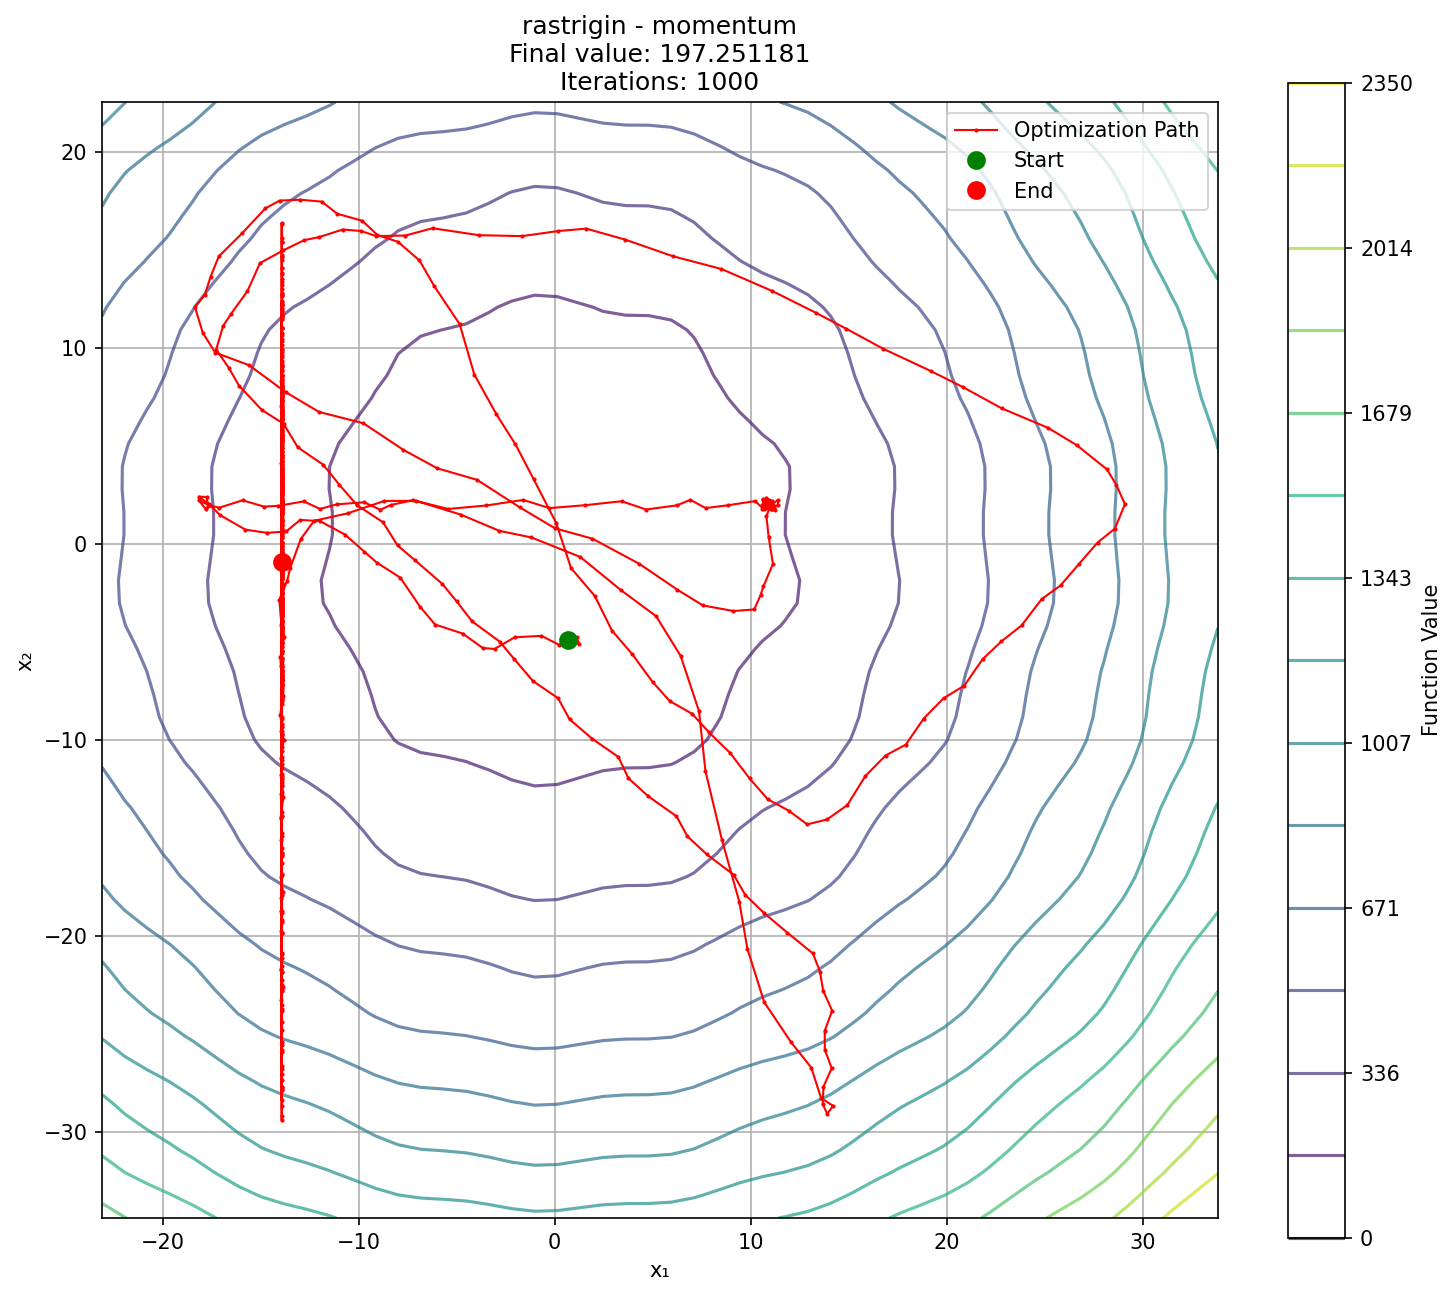 rastrigin - momentum
Final value: 197.251181
Iterations: 1000
Optimization Path
Start
End
20
10
0
−10
−20
−30
x₂
−20
−10
0
10
20
30
x₁
2350
2014
1679
1343
1007
671
336
0
Function Value